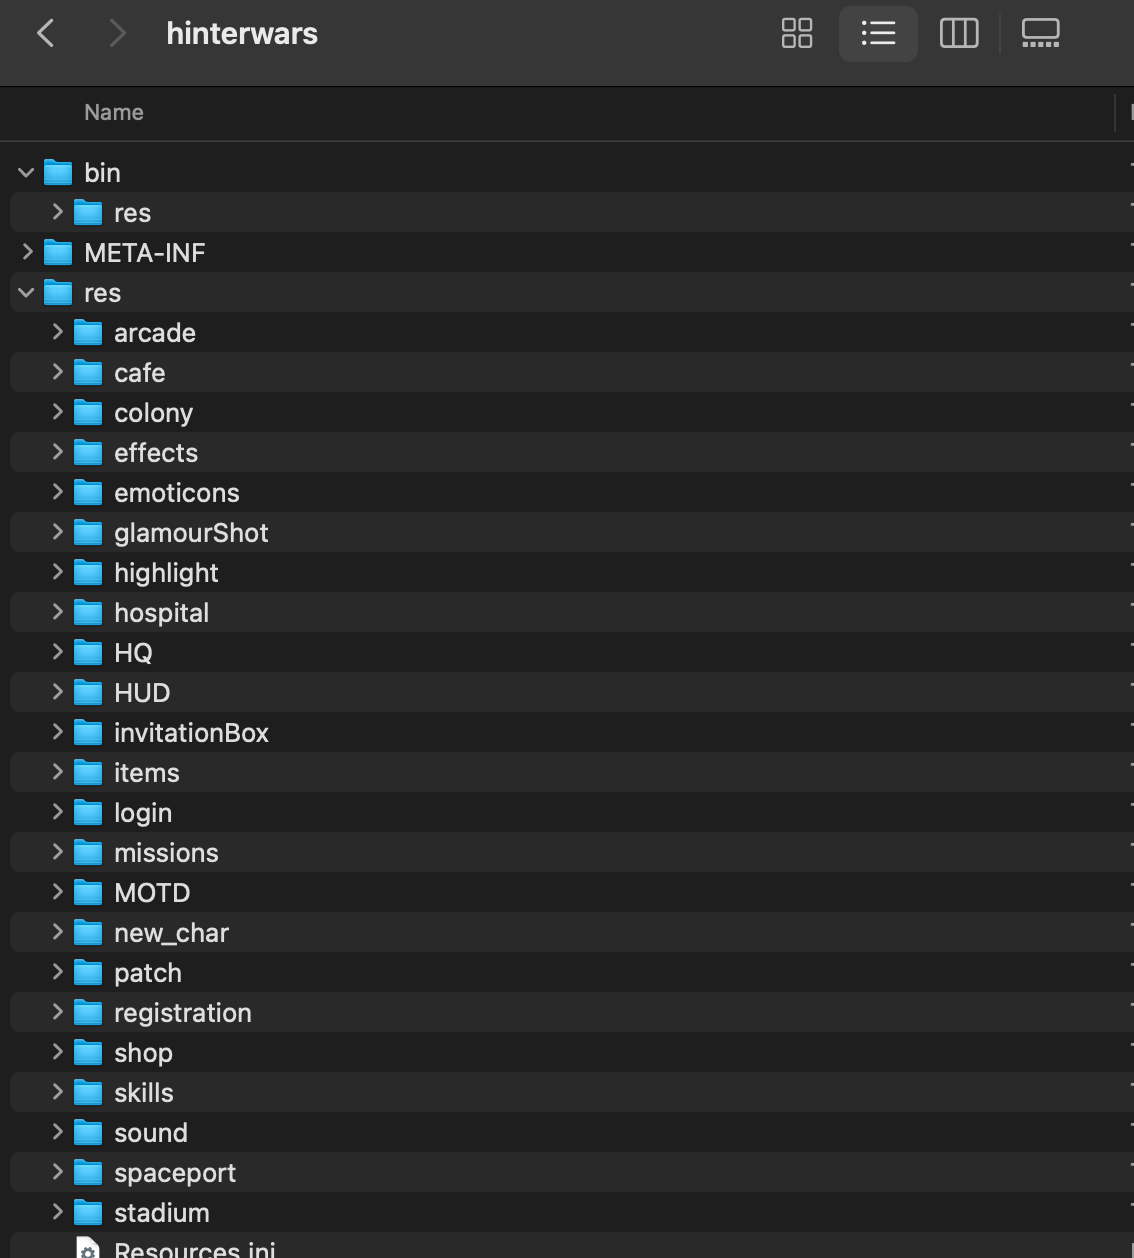 hinterwars
Name
bin
res
META-INF
res
arcade
cafe
colony
effects
emoticons
glamourShot
highlight
hospital
HQ
HUD
invitationBox
items
login
missions
MOTD
new_char
patch
registration
shop
skills
sound
spaceport
stadium
Resources.ini